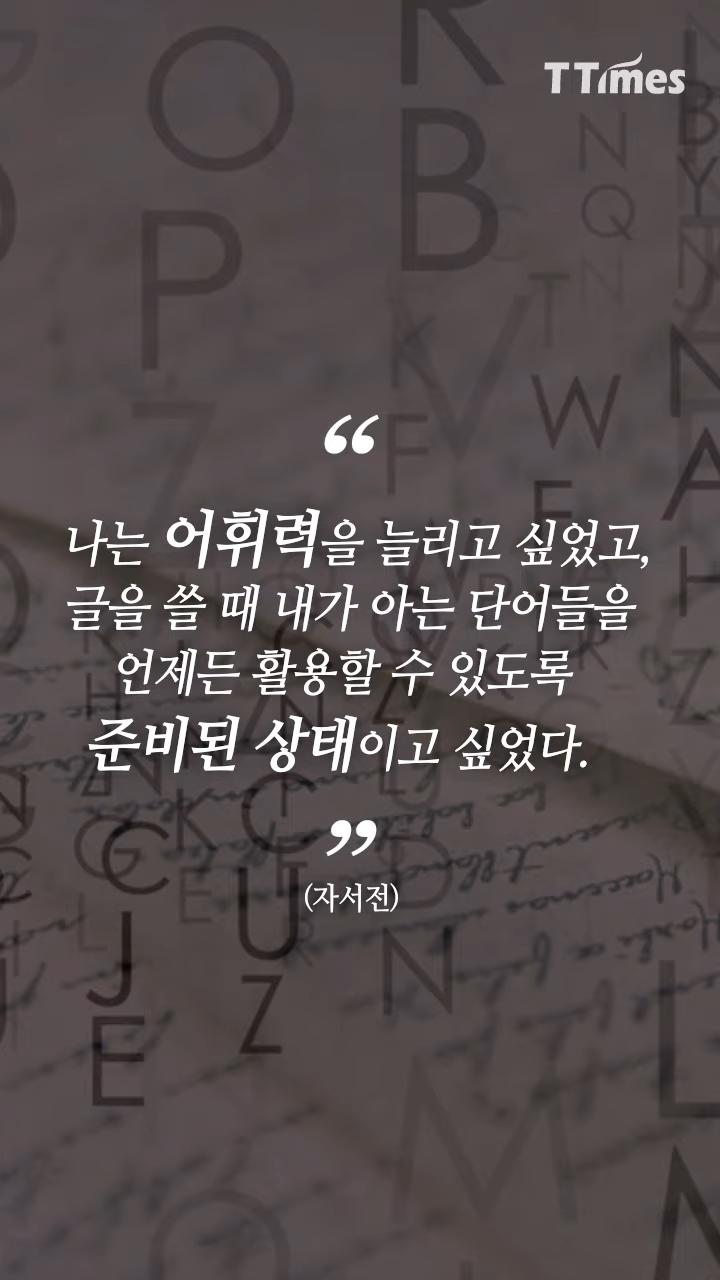 TTimes
“
나는 어휘력을 늘리고 싶었고,
글을 쓸 때 내가 아는 단어들을
언제든 활용할 수 있도록
준비된 상태이고 싶었다.
”
(자서전)